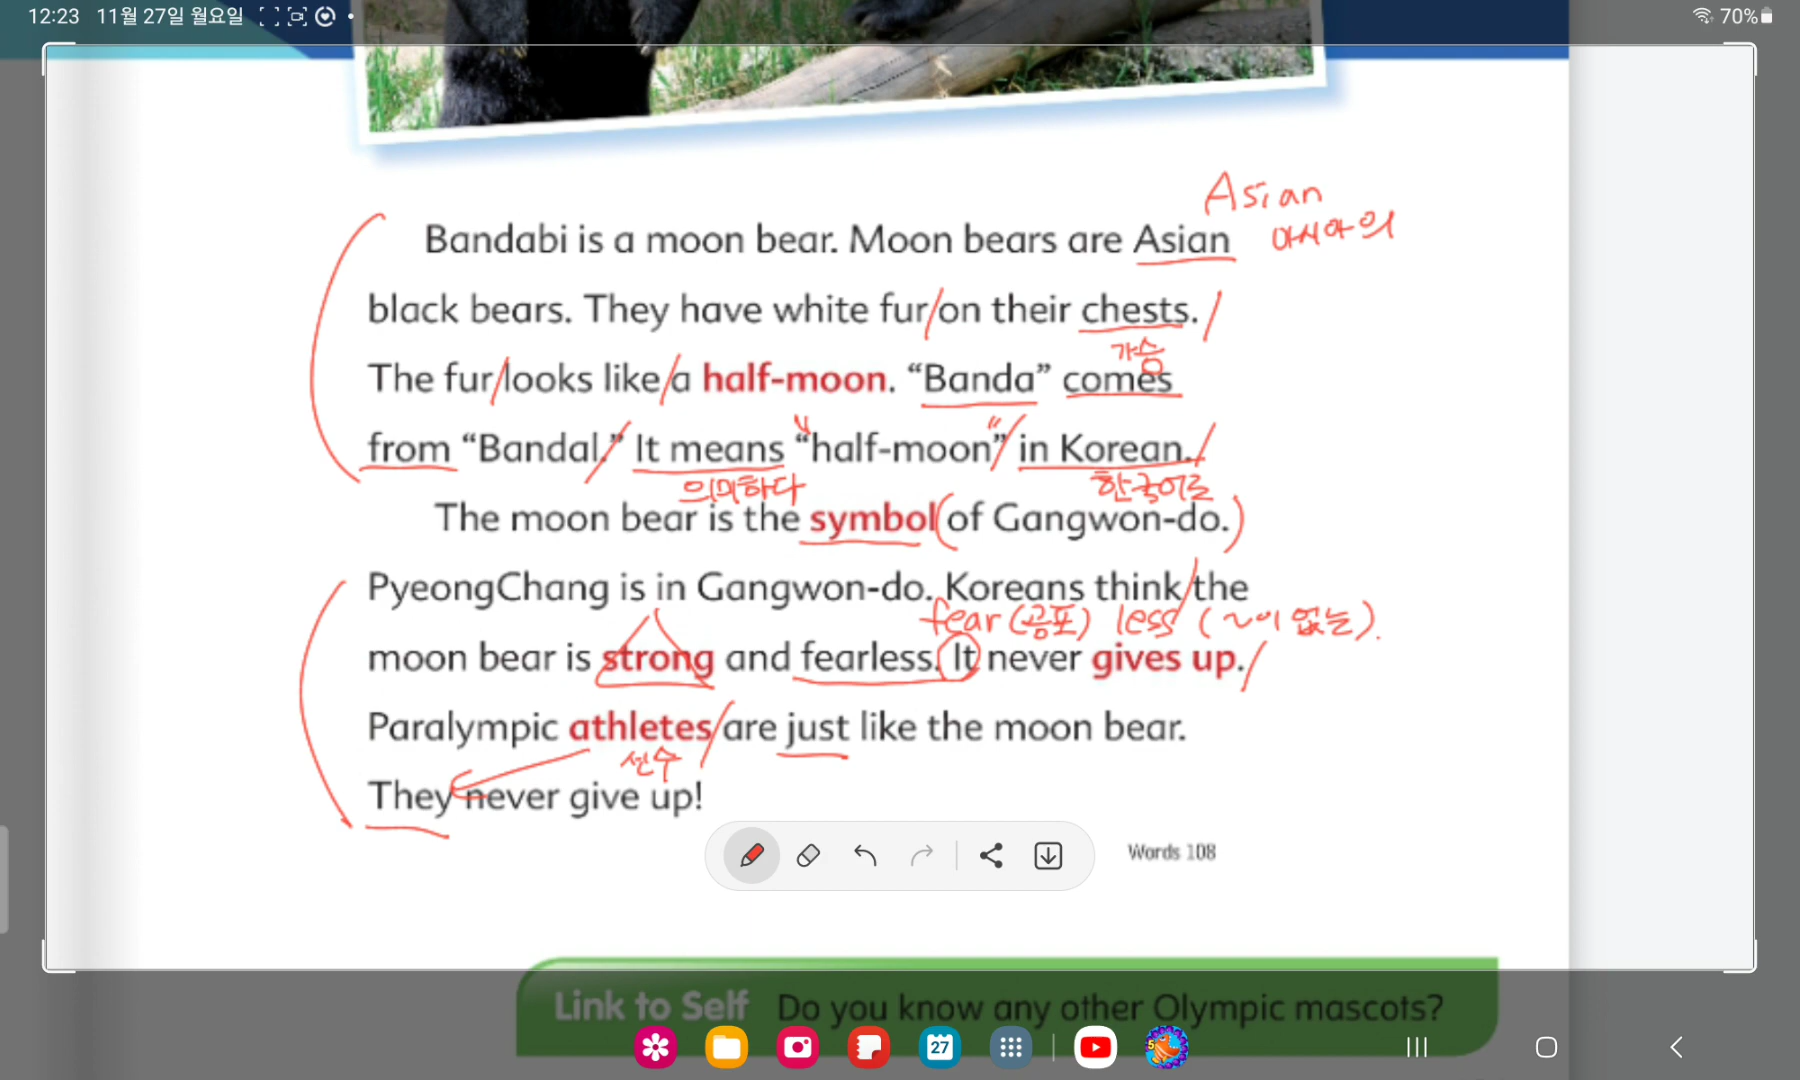 12:23 11월 27일 월요일
70%
Asian
아시아의
Bandabi is a moon bear. Moon bears are Asian
black bears. They have white fur on their chests.
가슴
The fur looks like a half-moon. “Banda” comes
from “Bandal.” It means “half-moon” in Korean.
의미하다 한국어로
The moon bear is the symbol of Gangwon-do.
PyeongChang is in Gangwon-do. Koreans think the
fear (공포) less (~이 없는).
moon bear is strong and fearless. It never gives up.
Paralympic athletes are just like the moon bear.
선수
They never give up!
Words 108
Link to Self Do you know any other Olympic mascots?
27
5